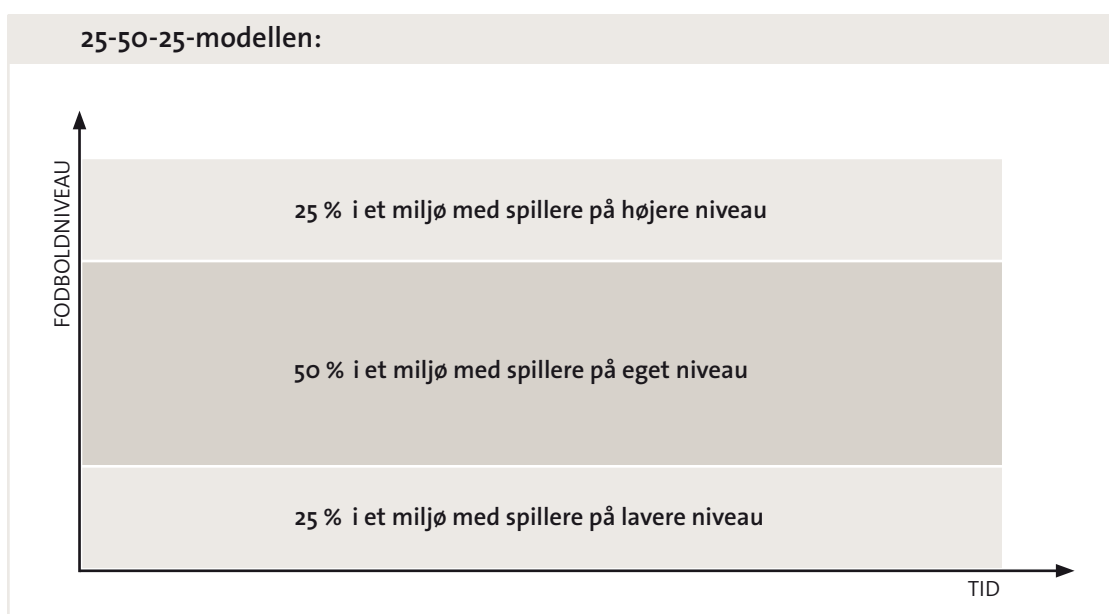 25-50-25-modellen:
FODBOLDNIVEAU
25 % i et miljø med spillere på højere niveau
50 % i et miljø med spillere på eget niveau
25 % i et miljø med spillere på lavere niveau
TID